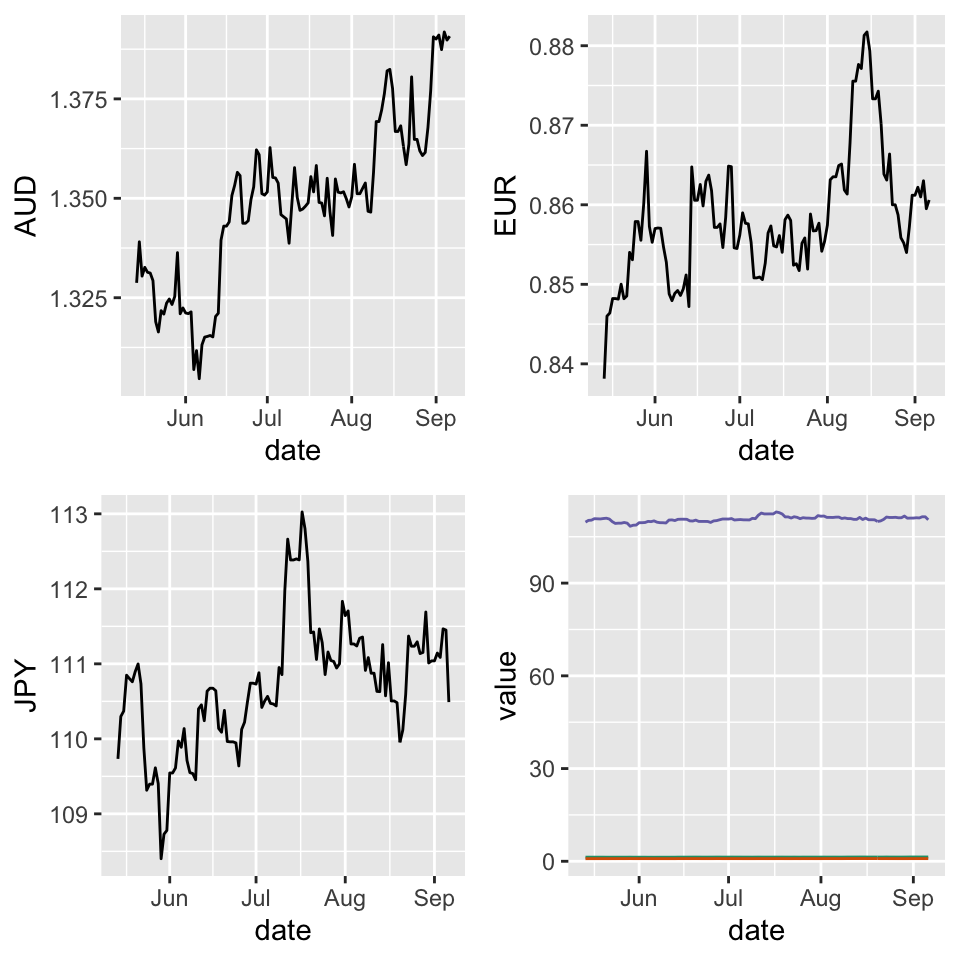 AUD
1.375
1.350
1.325
Jun Jul Aug Sep
date
EUR
0.88
0.87
0.86
0.85
0.84
Jun Jul Aug Sep
date
JPY
113
112
111
110
109
Jun Jul Aug Sep
date
value
90
60
30
0
Jun Jul Aug Sep
date